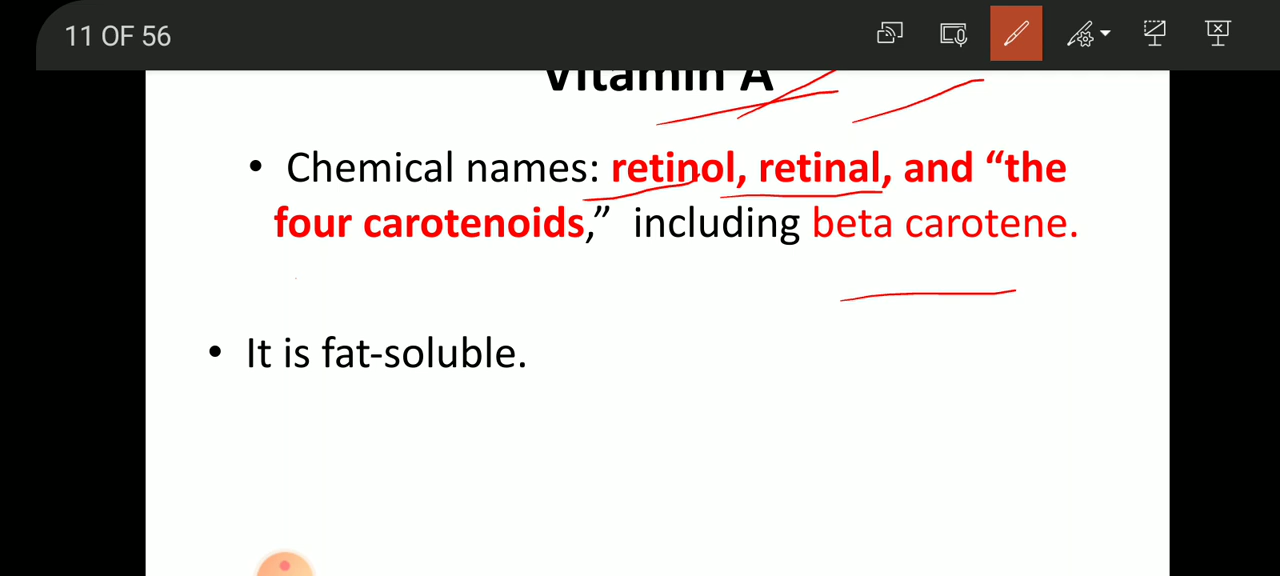 11 OF 56
Vitamin A
• Chemical names: retinol, retinal, and “the
four carotenoids,” including beta carotene.
• It is fat-soluble.